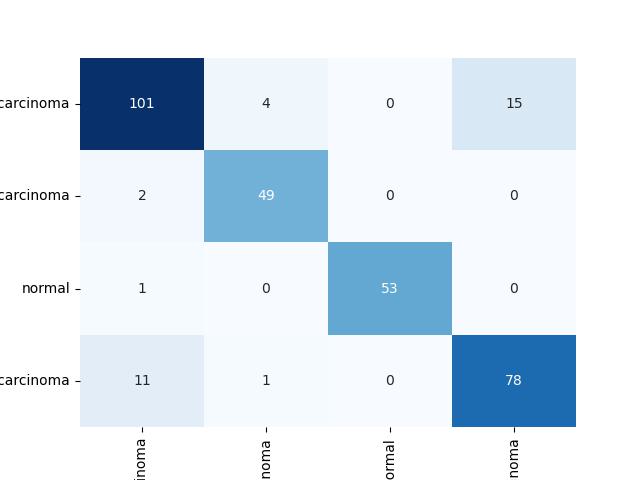 carcinoma 101 4 0 15
carcinoma 2 49 0 0
normal 1 0 53 0
carcinoma 11 1 0 78
inoma noma ormal noma